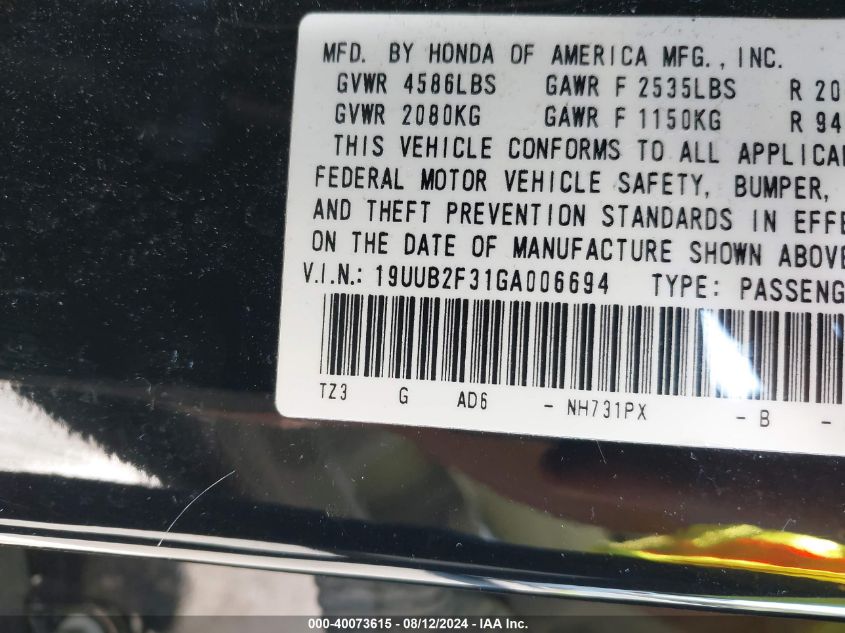 MFD. BY HONDA OF AMERICA MFG., INC.
GVWR 4586LBS GAWR F 2535LBS R 20
GVWR 2080KG GAWR F 1150KG R 94
THIS VEHICLE CONFORMS TO ALL APPLICA
FEDERAL MOTOR VEHICLE SAFETY, BUMPER,
AND THEFT PREVENTION STANDARDS IN EFFE
ON THE DATE OF MANUFACTURE SHOWN ABOVE
V.I.N.: 19UUB2F31GA006694 TYPE: PASSENG
TZ3 G AD6 - NH731PX - B -
000-40073615 - 08/12/2024 - IAA Inc.